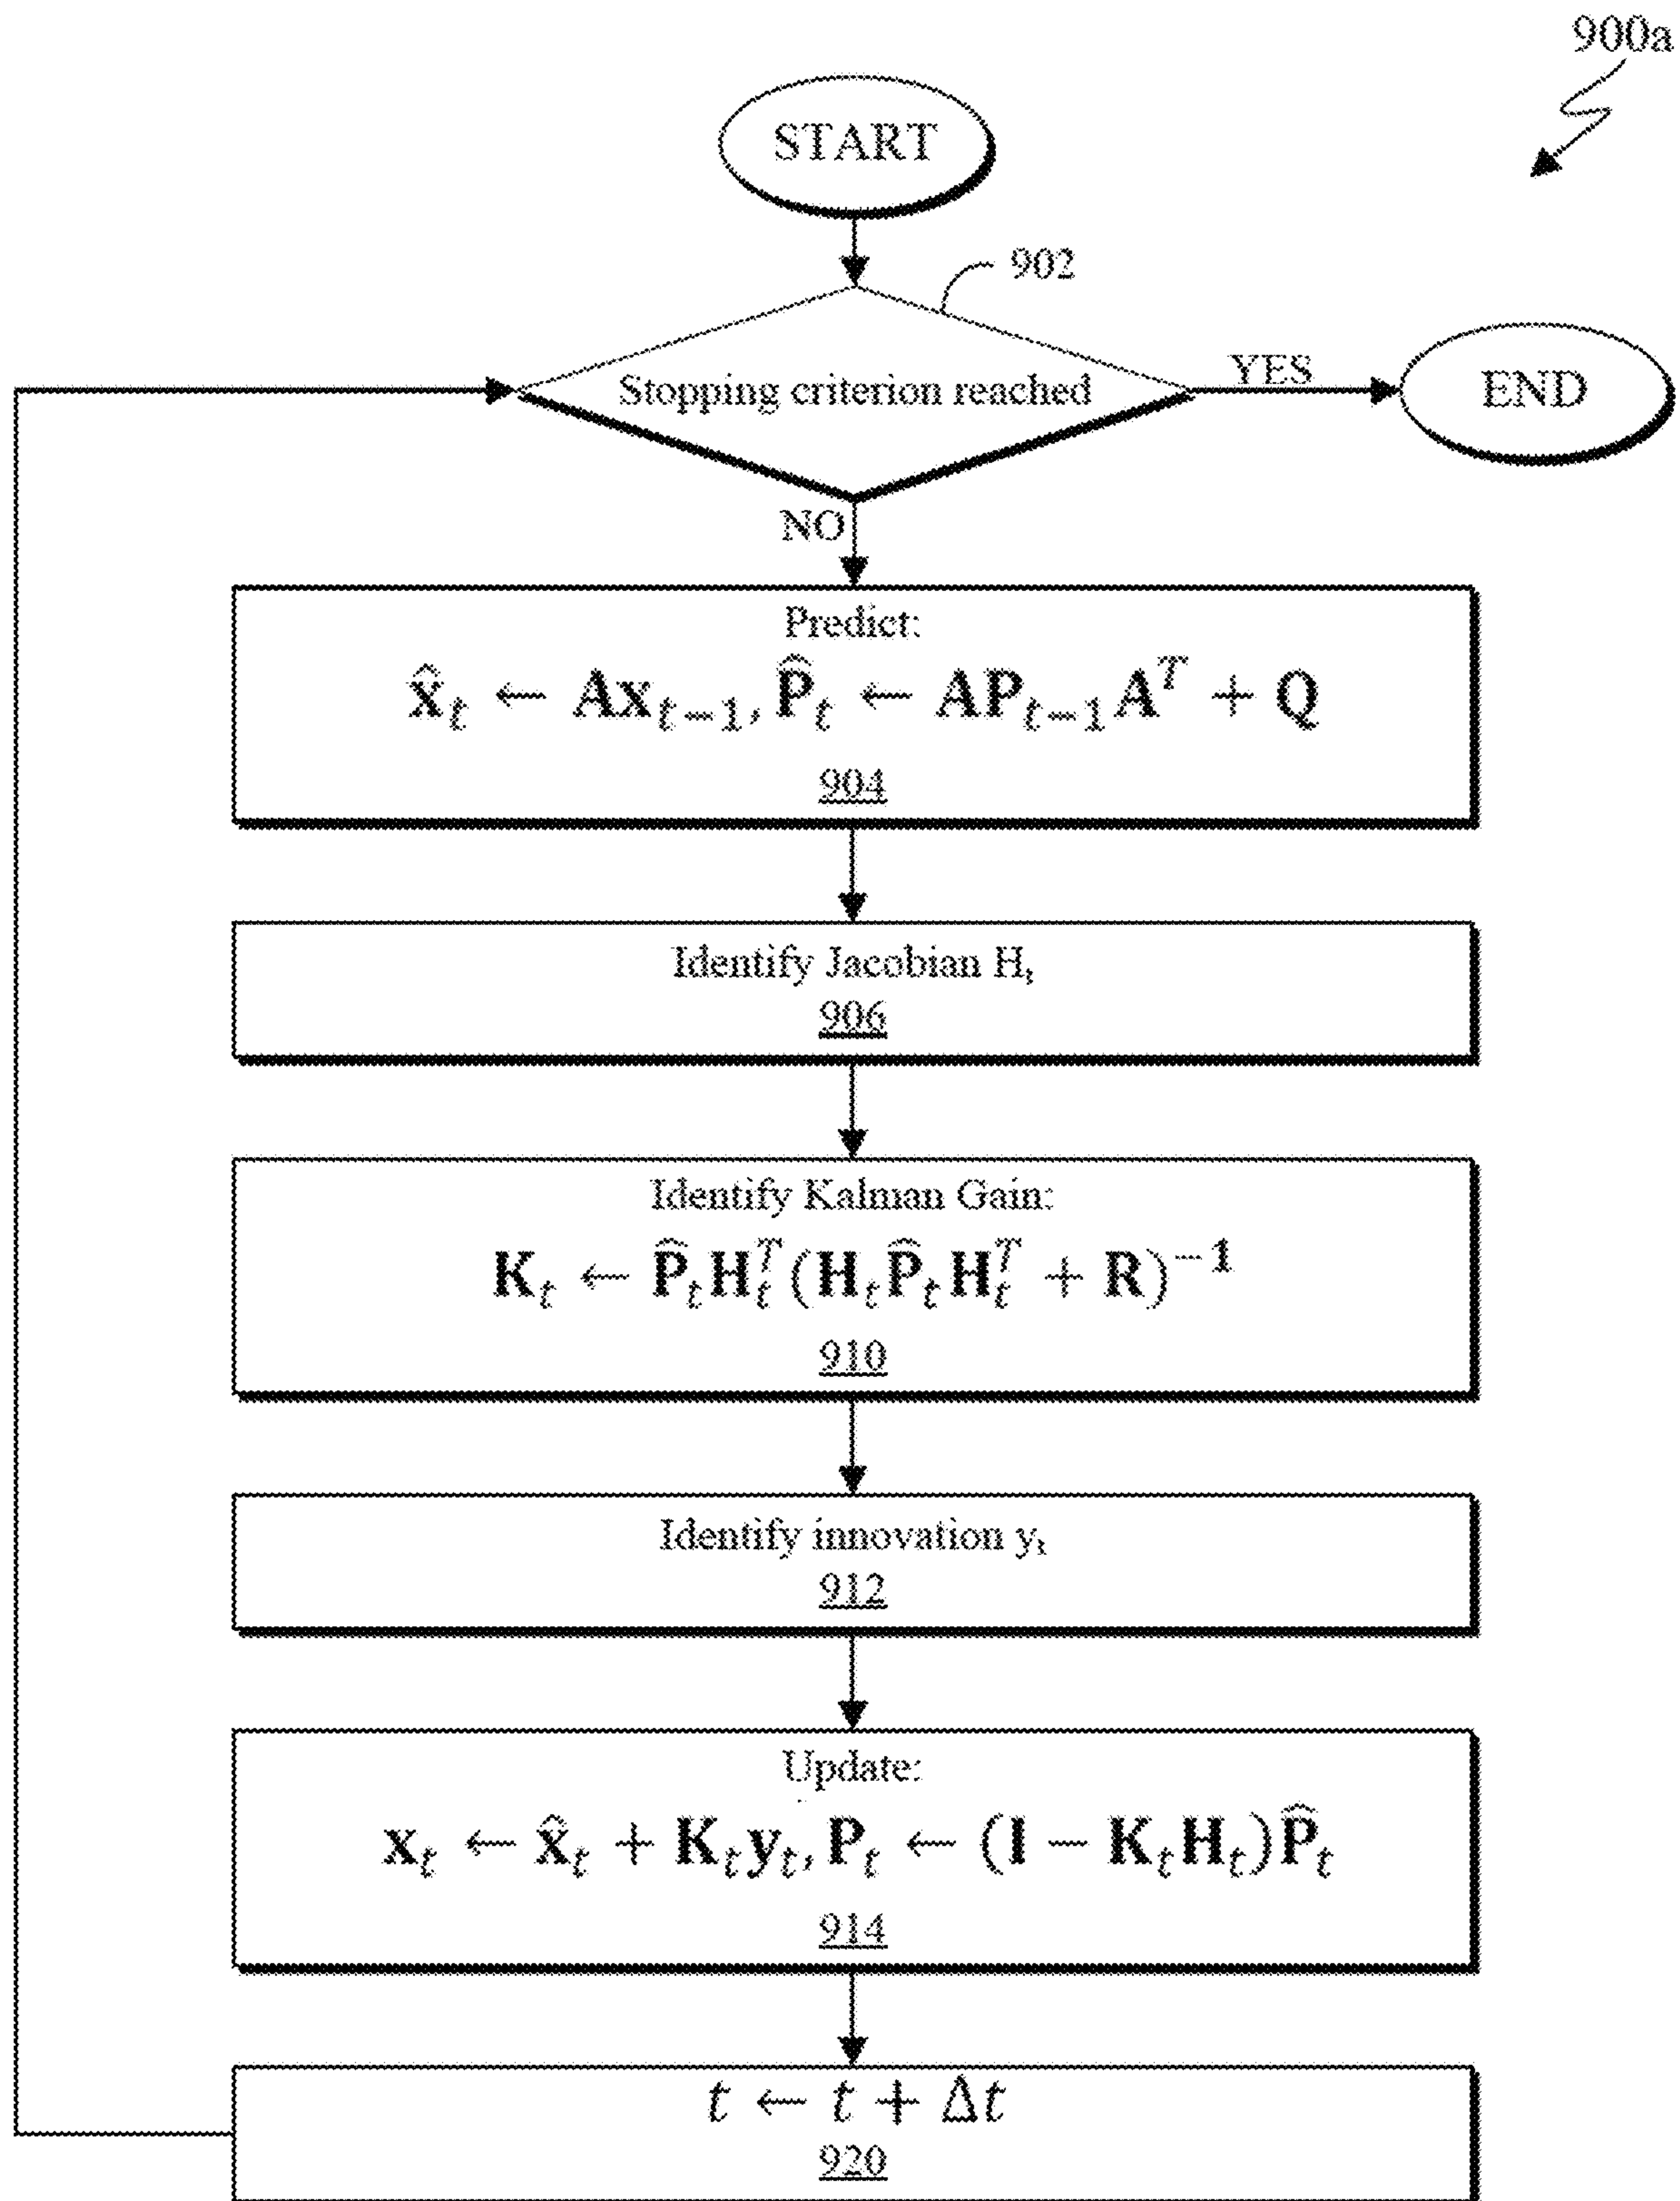 900a
START
902
Stopping criterion reached
YES
END
NO
Predict:
x̂ₜ ← Axₜ₋₁, P̂ₜ ← APₜ₋₁Aᵀ + Q
904
Identify Jacobian Hₜ
906
Identify Kalman Gain:
Kₜ ← P̂ₜHₜᵀ(HₜP̂ₜHₜᵀ + R)⁻¹
910
Identify innovation yₜ
912
Update:
xₜ ← x̂ₜ + Kₜyₜ, Pₜ ← (I − KₜHₜ)P̂ₜ
914
t ← t + Δt
920